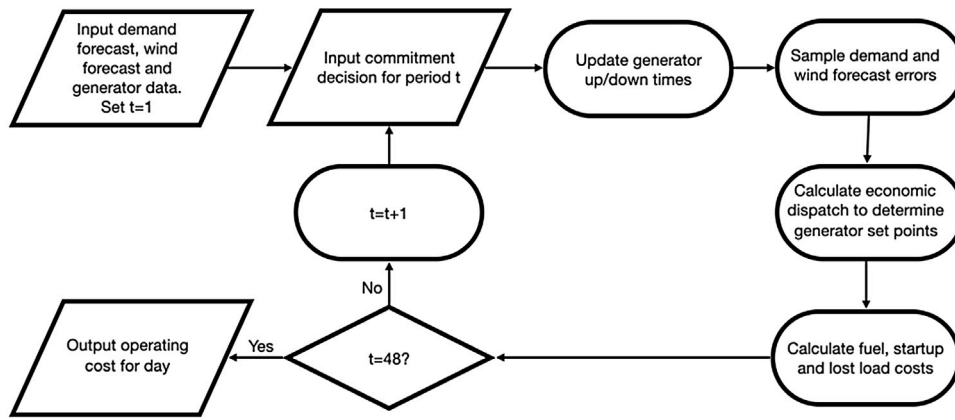 Input demand
forecast, wind
forecast and
generator data.
Set t=1
Input commitment
decision for period t
Update generator
up/down times
Sample demand and
wind forecast errors
Calculate economic
dispatch to determine
generator set points
Calculate fuel, startup
and lost load costs
t=48?
No
t=t+1
Yes
Output operating
cost for day